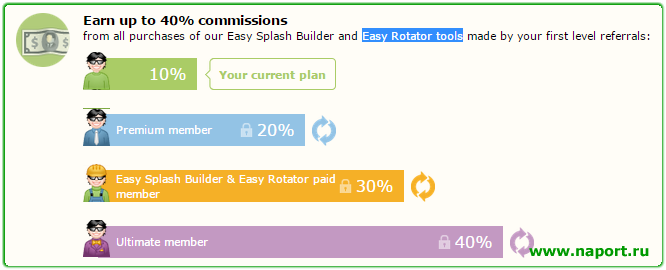 Earn up to 40% commissions
from all purchases of our Easy Splash Builder and Easy Rotator tools made by your first level referrals:
10%
Your current plan
Premium member
20%
Easy Splash Builder & Easy Rotator paid
member
30%
Ultimate member
40%
www.naport.ru